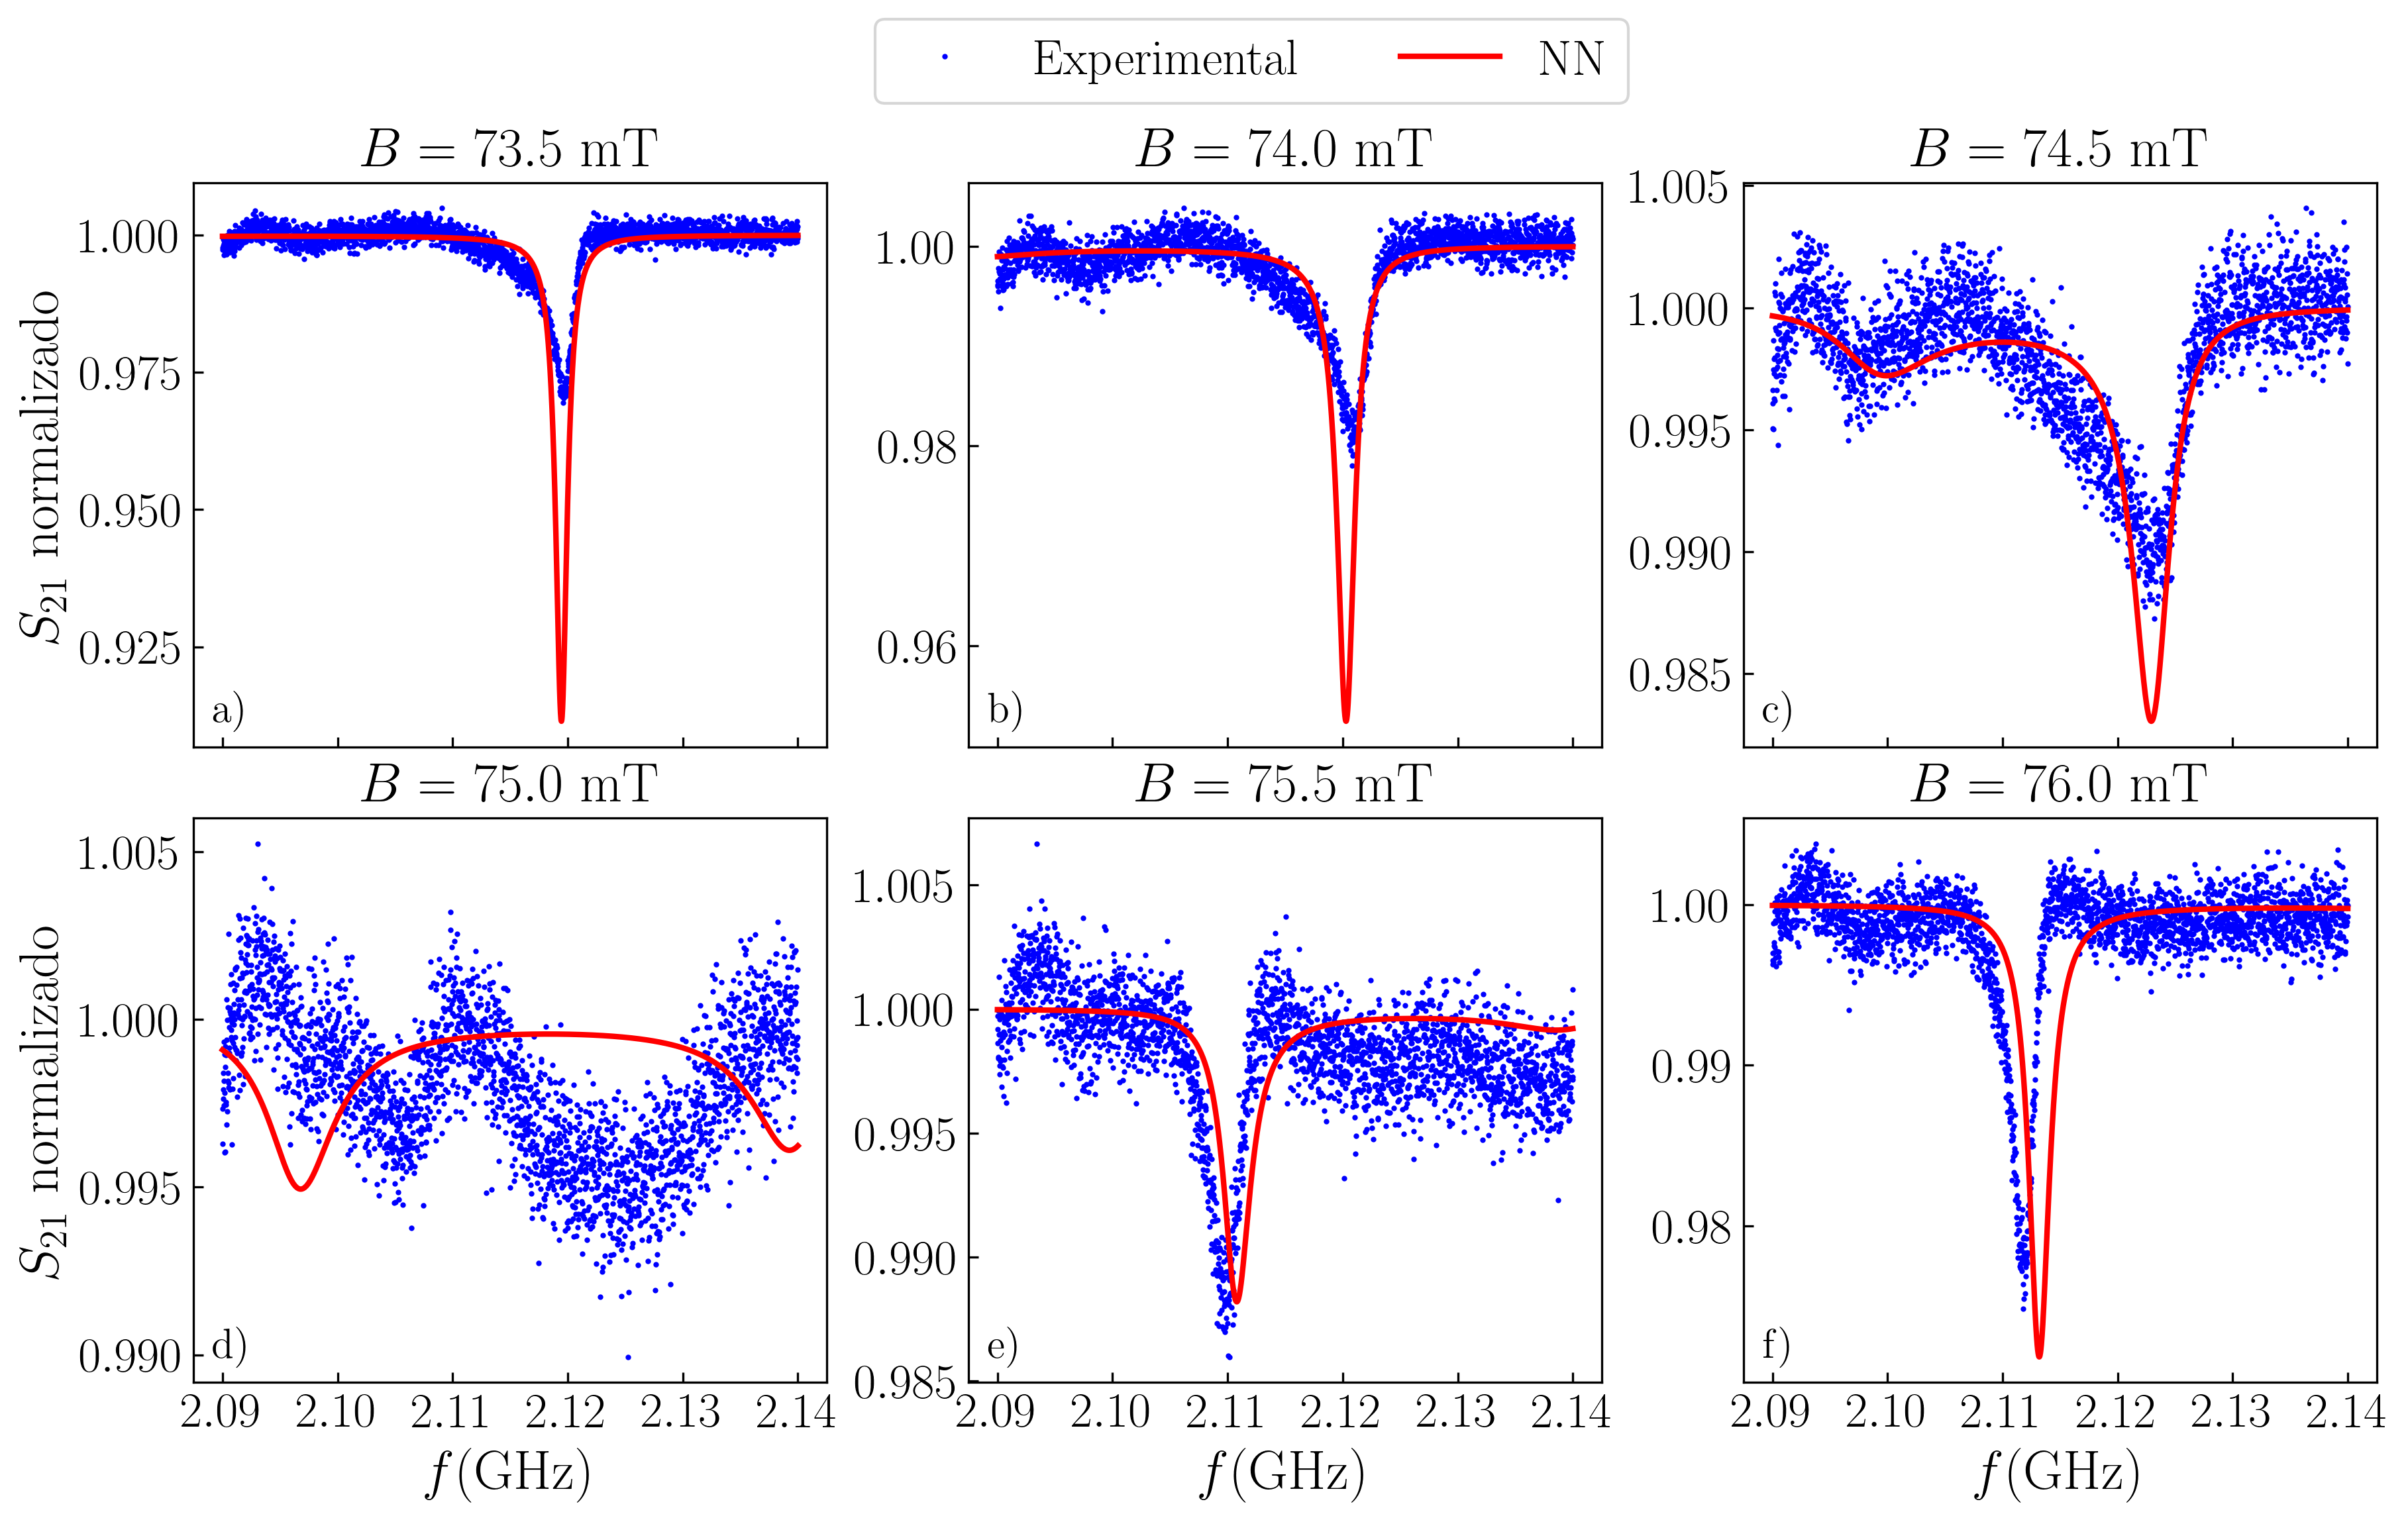 Experimental NN
B = 73.5 mT B = 74.0 mT B = 74.5 mT
S21 normalizado
1.000
0.975
0.950
0.925
a)
1.00
0.98
0.96
b)
1.005
1.000
0.995
0.990
0.985
c)
B = 75.0 mT B = 75.5 mT B = 76.0 mT
S21 normalizado
1.005
1.000
0.995
0.990
d)
1.005
1.000
0.995
0.990
0.985
e)
1.00
0.99
0.98
f)
2.09 2.10 2.11 2.12 2.13 2.14 2.09 2.10 2.11 2.12 2.13 2.14 2.09 2.10 2.11 2.12 2.13 2.14
f(GHz) f(GHz) f(GHz)